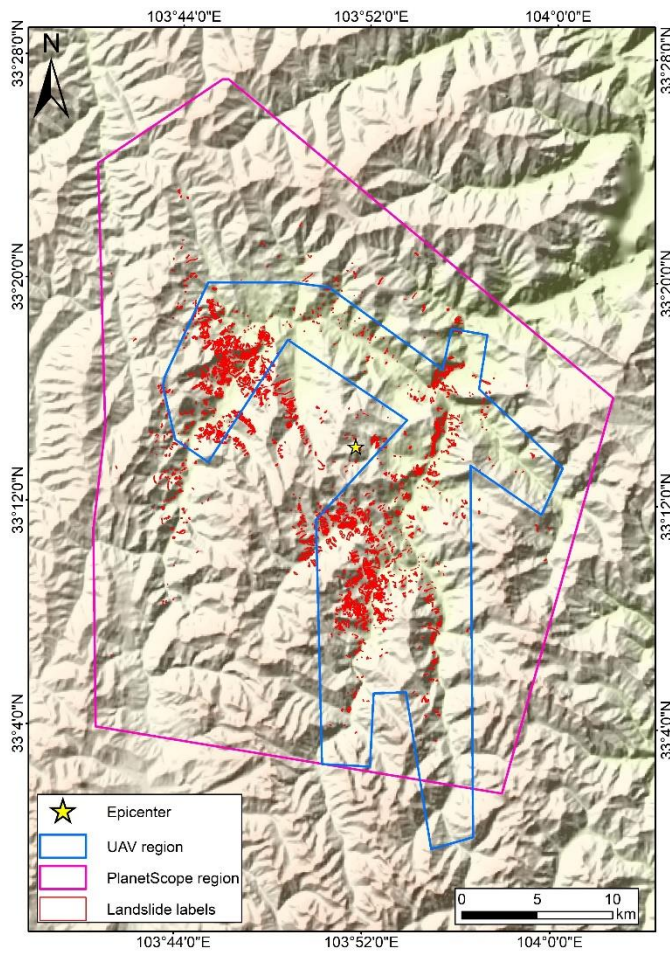 103°44'0"E 103°52'0"E 104°0'0"E
33°28'0"N 33°28'0"N
N
33°20'0"N 33°20'0"N
33°12'0"N 33°12'0"N
33°4'0"N 33°4'0"N
Epicenter
UAV region
PlanetScope region
Landslide labels
0 5 10
km
103°44'0"E 103°52'0"E 104°0'0"E